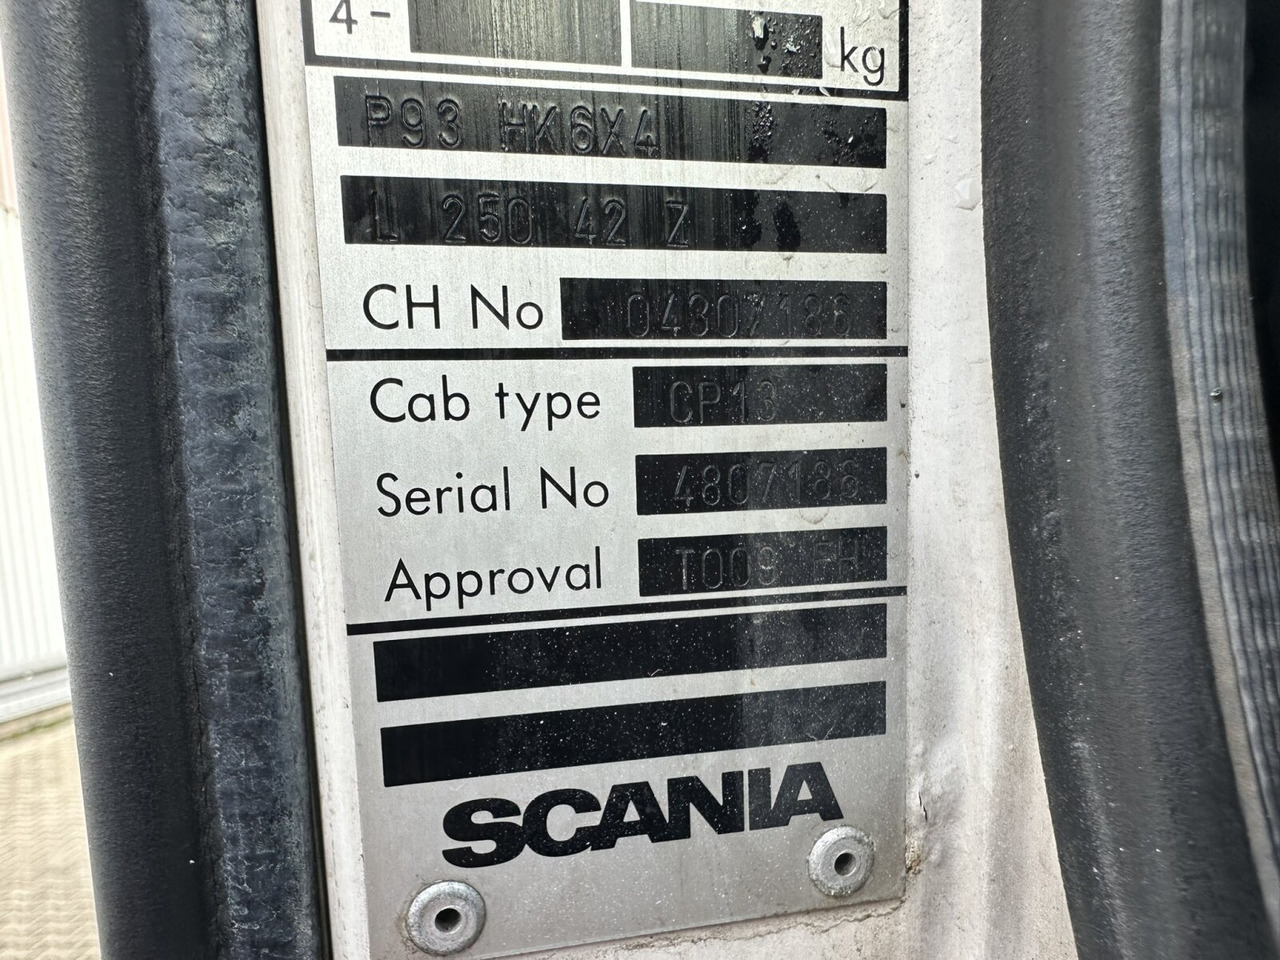 4- kg
P93 HK6X4
L 250 42 Z
CH No 04807186
Cab type CP13
Serial No 4807186
Approval T009 FH
SCANIA